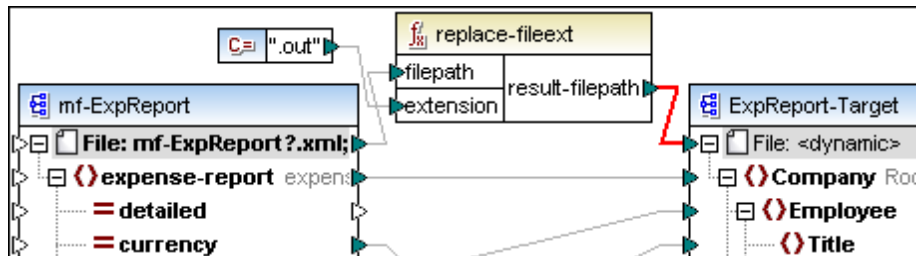 replace-fileext
C= ".out"
filepath
result-filepath
extension
mf-ExpReport
ExpReport-Target
File: mf-ExpReport?.xml;
File: <dynamic>
expense-report expens
Company Roo
detailed
Employee
currency
Title